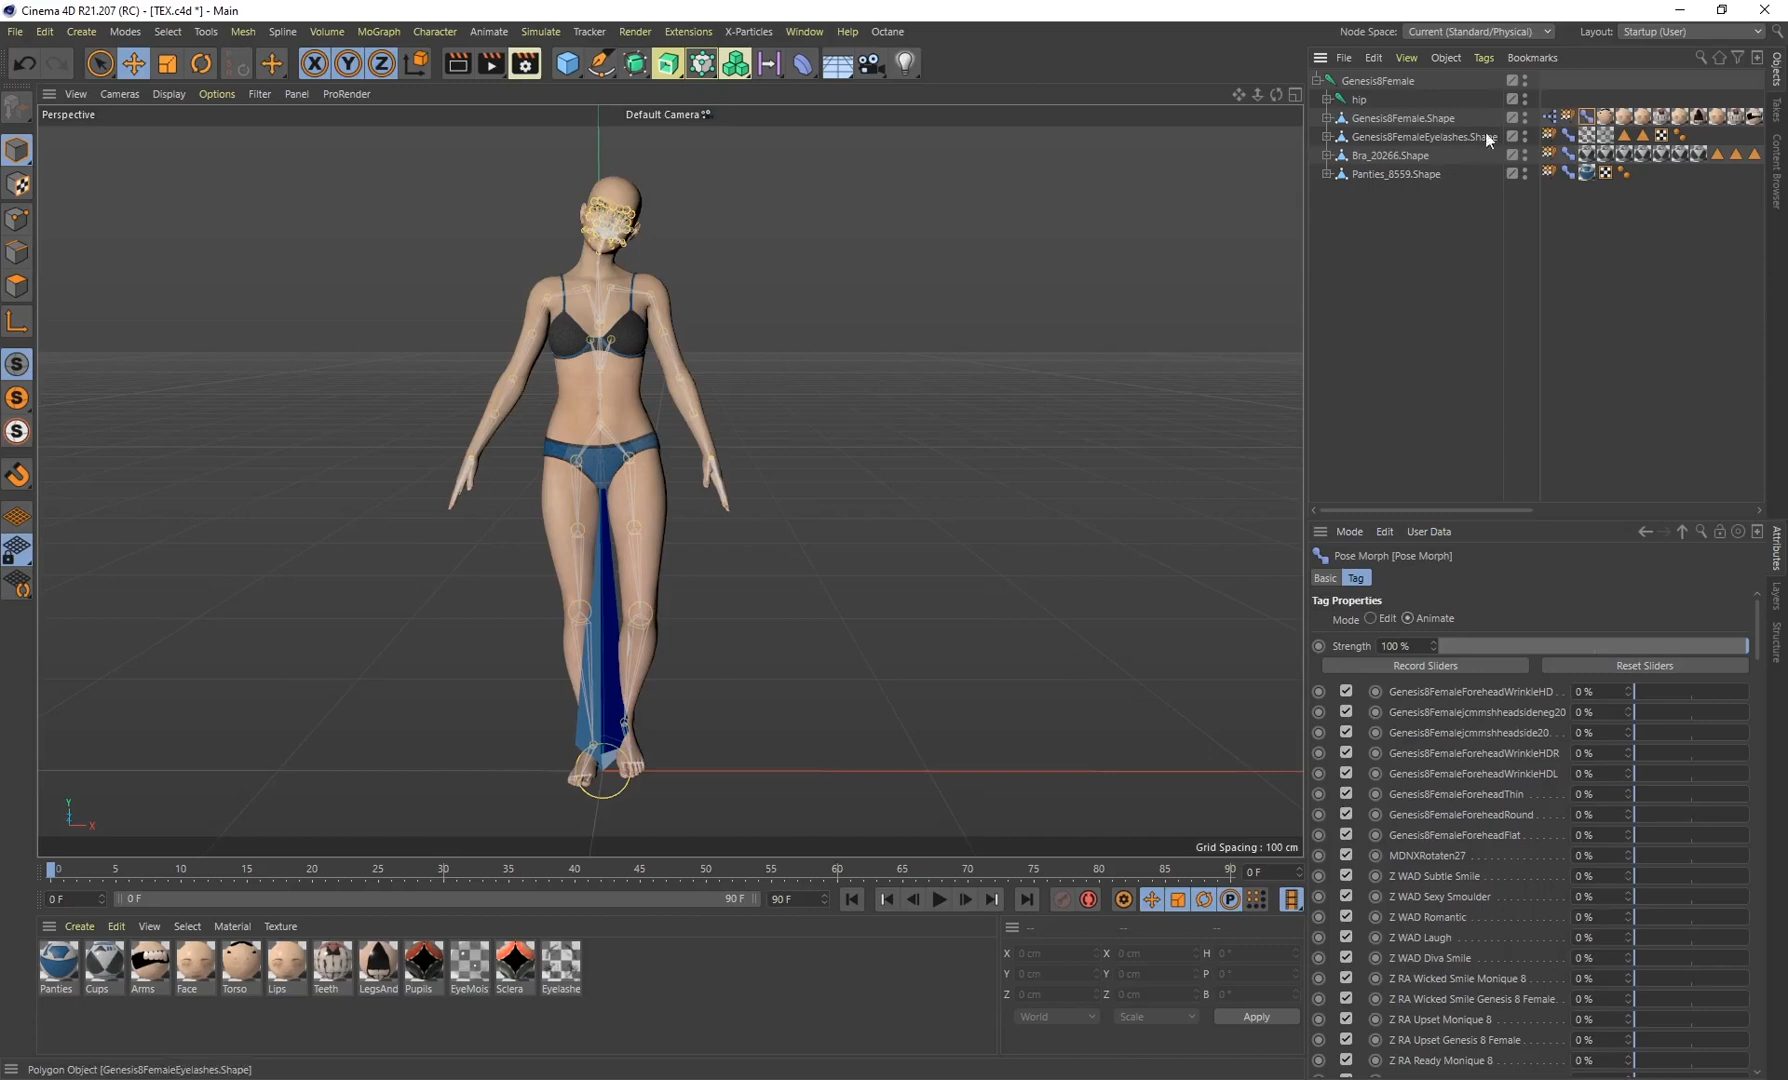 Cinema 4D R21.207 (RC) - [TEX.c4d *] - Main
File Edit Create Modes Select Tools Mesh Spline Volume MoGraph Character Animate Simulate Tracker Render Extensions X-Particles Window Help Octane
Node Space: Current (Standard/Physical) Layout: Startup (User)
X Y Z
View Cameras Display Options Filter Panel ProRender
Perspective
Default Camera
Y
Z
X
Grid Spacing : 100 cm
File Edit View Object Tags Bookmarks
Genesis8Female
hip
Genesis8Female.Shape
Genesis8FemaleEyelashes.Shape
Bra_20266.Shape
Panties_8559.Shape
Objects
Takes
Content Browser
Mode Edit User Data
Pose Morph [Pose Morph]
Basic Tag
Tag Properties
Mode Edit Animate
Strength 100 %
Record Sliders Reset Sliders
Genesis8FemaleForeheadWrinkleHD . . 0 %
Genesis8Femalejcmmshheadsideneg20 0 %
Genesis8Femalejcmmshheadside20. . . 0 %
Genesis8FemaleForeheadWrinkleHDR 0 %
Genesis8FemaleForeheadWrinkleHDL 0 %
Genesis8FemaleForeheadThin 0 %
Genesis8FemaleForeheadRound 0 %
Genesis8FemaleForeheadFlat 0 %
MDNXRotaten27 0 %
Z WAD Subtle Smile 0 %
Z WAD Sexy Smoulder 0 %
Z WAD Romantic 0 %
Z WAD Laugh 0 %
Z WAD Diva Smile 0 %
Z RA Wicked Smile Monique 8 0 %
Z RA Wicked Smile Genesis 8 Female. 0 %
Z RA Upset Monique 8 0 %
Z RA Upset Genesis 8 Female 0 %
Z RA Ready Monique 8 0 %
Attributes
Layers
Structure
0 5 10 15 20 25 30 35 40 45 50 55 60 65 70 75 80 85 90 0 F
0 F 0 F 90 F 90 F
Create Edit View Select Material Texture
Panties Cups Arms Face Torso Lips Teeth LegsAnd Pupils EyeMois Sclera Eyelashe
-- -- --
X 0 cm X 0 cm H 0 °
Y 0 cm Y 0 cm P 0 °
Z 0 cm Z 0 cm B 0 °
World Scale Apply
Polygon Object [Genesis8FemaleEyelashes.Shape]